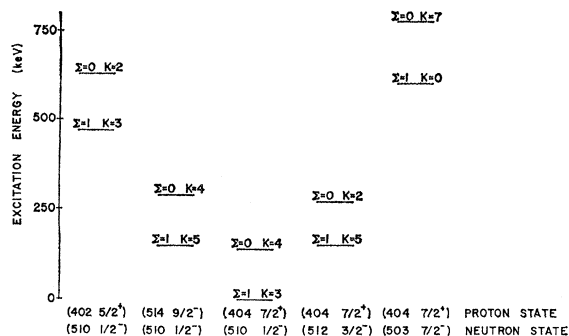 Σ=0 K=7
750
Σ=0 K=2
Σ=1 K=0
EXCITATION ENERGY (keV)
500
Σ=1 K=3
250
Σ=0 K=4
Σ=0 K=2
Σ=1 K=5
Σ=0 K=4
Σ=1 K=5
Σ=1 K=3
0
(402 5/2⁺) (514 9/2⁻) (404 7/2⁺) (404 7/2⁺) (404 7/2⁺) PROTON STATE
(510 1/2⁻) (510 1/2⁻) (510 1/2⁻) (512 3/2⁻) (503 7/2⁻) NEUTRON STATE